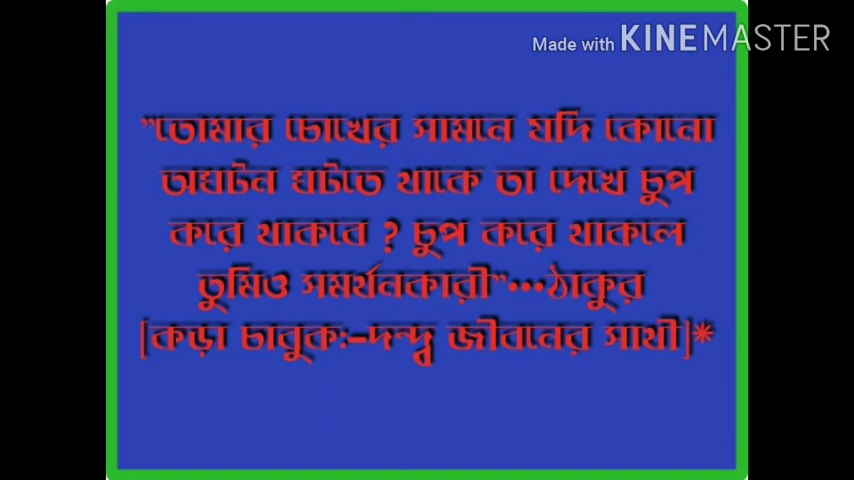 Made with KINEMASTER
”তোমার চোখের সামনে যদি কোনো
অঘটন ঘটতে থাকে তা দেখে চুপ
করে থাকবে ? চুপ করে থাকলে
তুমিও সমর্থনকারী”•••ঠাকুর
[কড়া চাবুকঃ–দন্দ্ব জীবনের সাথী]*